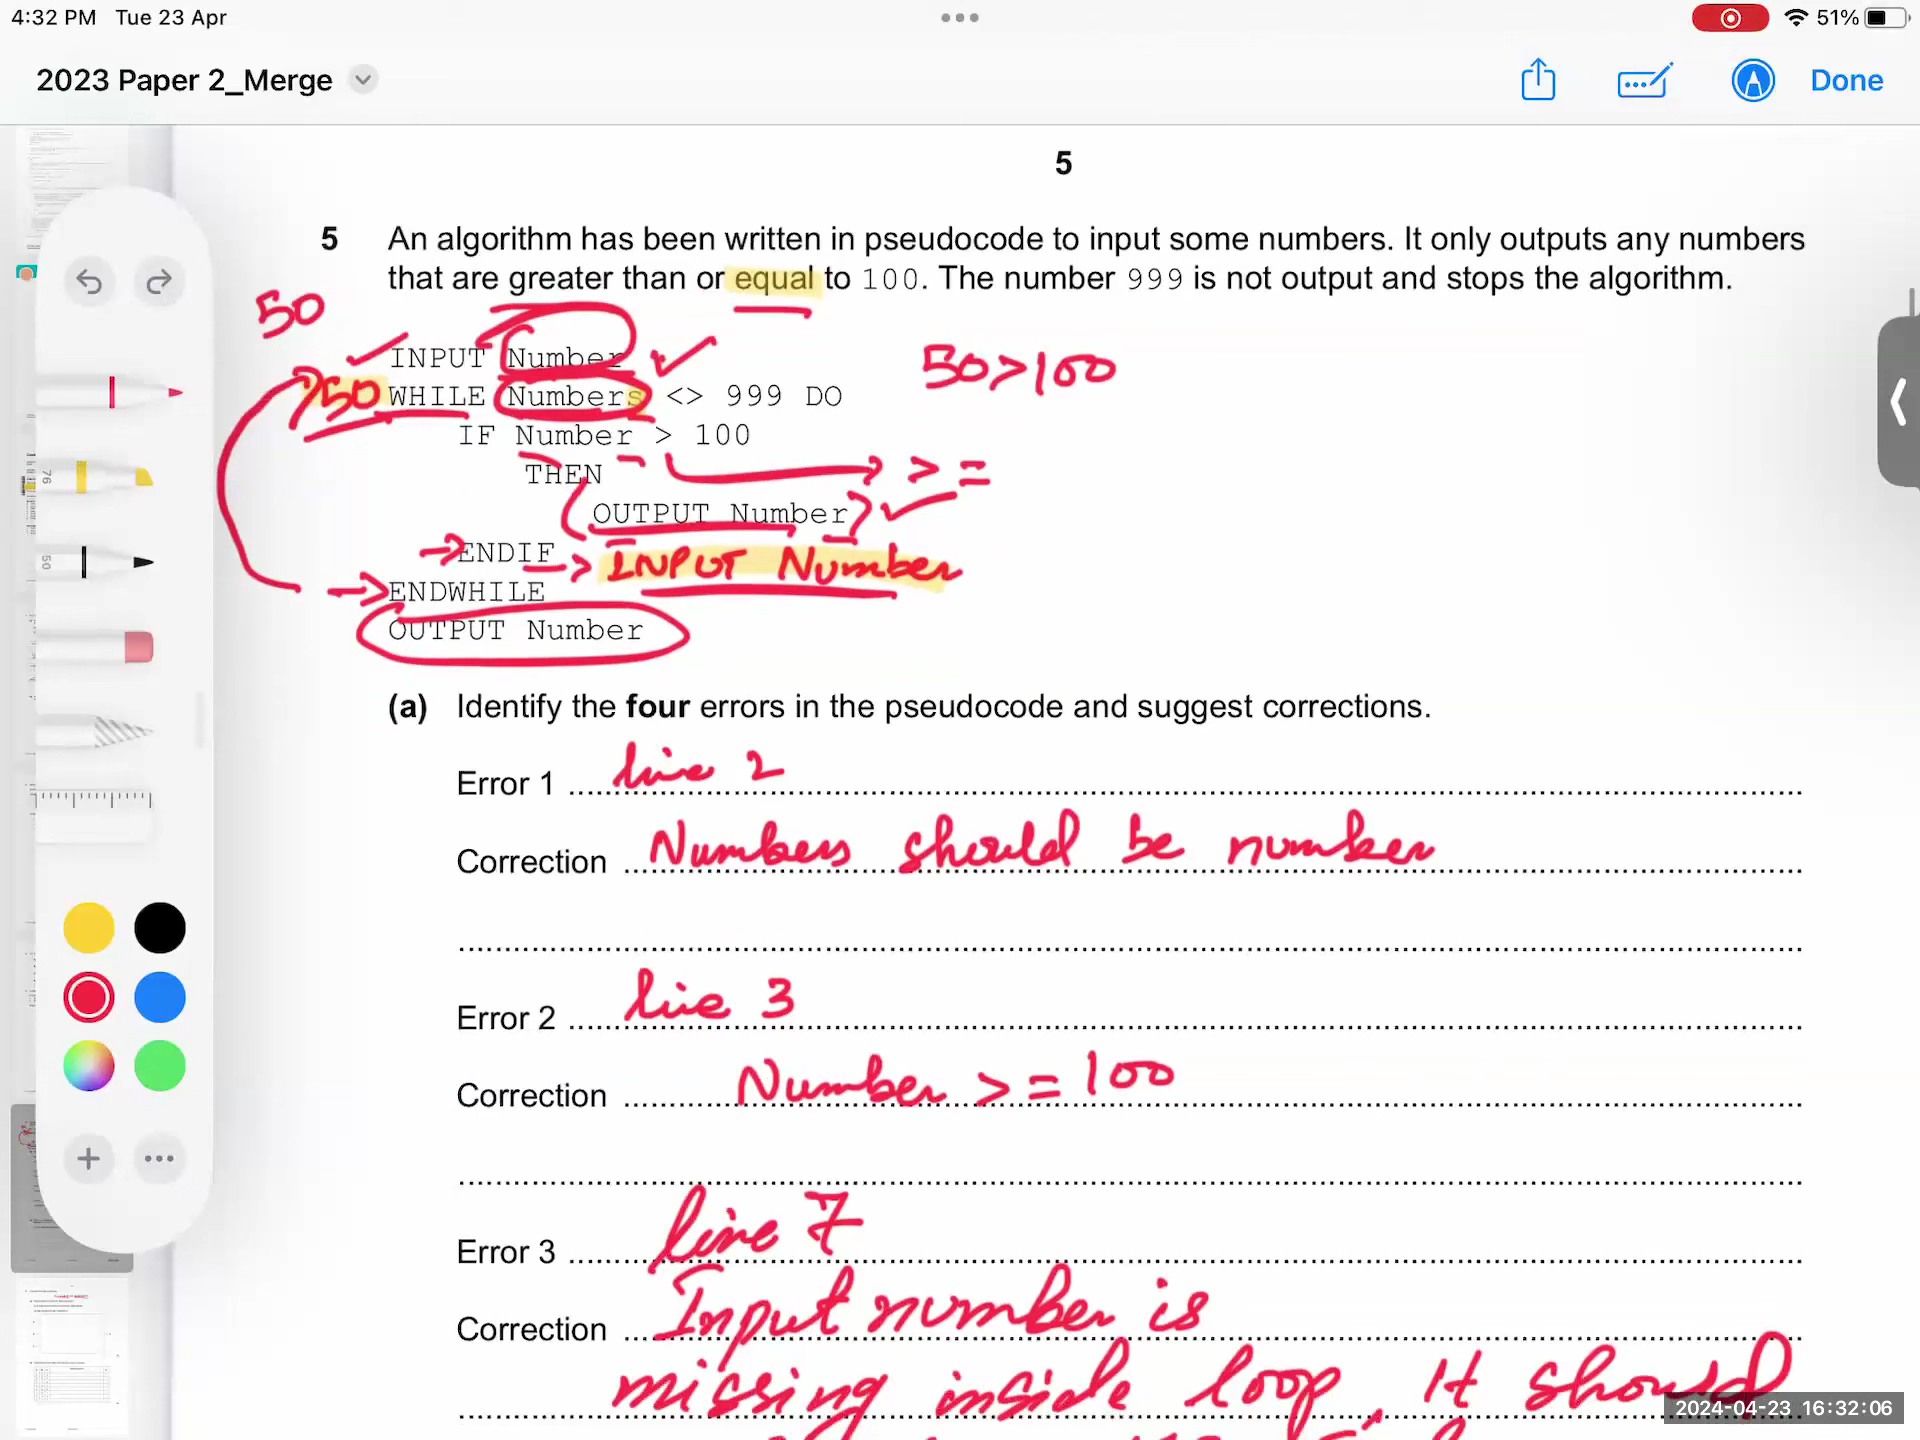 4:32 PM Tue 23 Apr
51%
2023 Paper 2_Merge
Done
5
5 An algorithm has been written in pseudocode to input some numbers. It only outputs any numbers
that are greater than or equal to 100. The number 999 is not output and stops the algorithm.
50
INPUT Number
50 WHILE Numbers <> 999 DO
50>100
IF Number > 100
THEN
> =
OUTPUT Number
ENDIF
INPUT Number
ENDWHILE
OUTPUT Number
(a) Identify the four errors in the pseudocode and suggest corrections.
Error 1 line 2
Correction Numbers should be number
Error 2 line 3
Correction Number >= 100
Error 3 line 7
Correction Input number is
missing inside loop, It should
76
50
2024-04-23 16:32:06